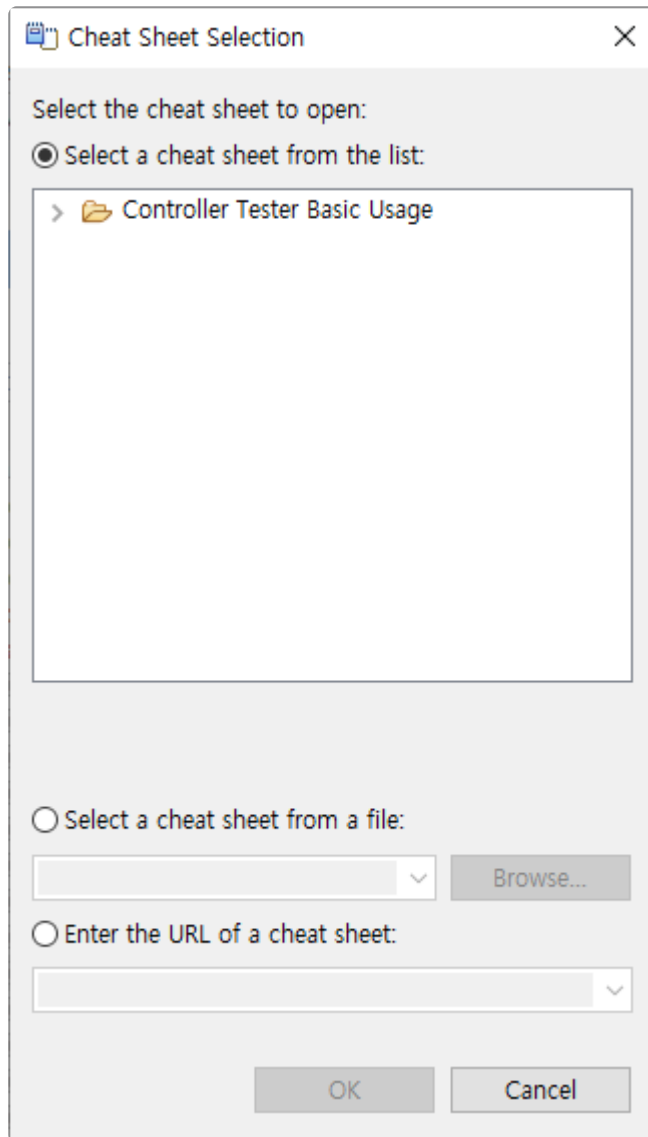 Cheat Sheet Selection
Select the cheat sheet to open:
Select a cheat sheet from the list:
Controller Tester Basic Usage
Select a cheat sheet from a file:
Browse...
Enter the URL of a cheat sheet:
OK Cancel